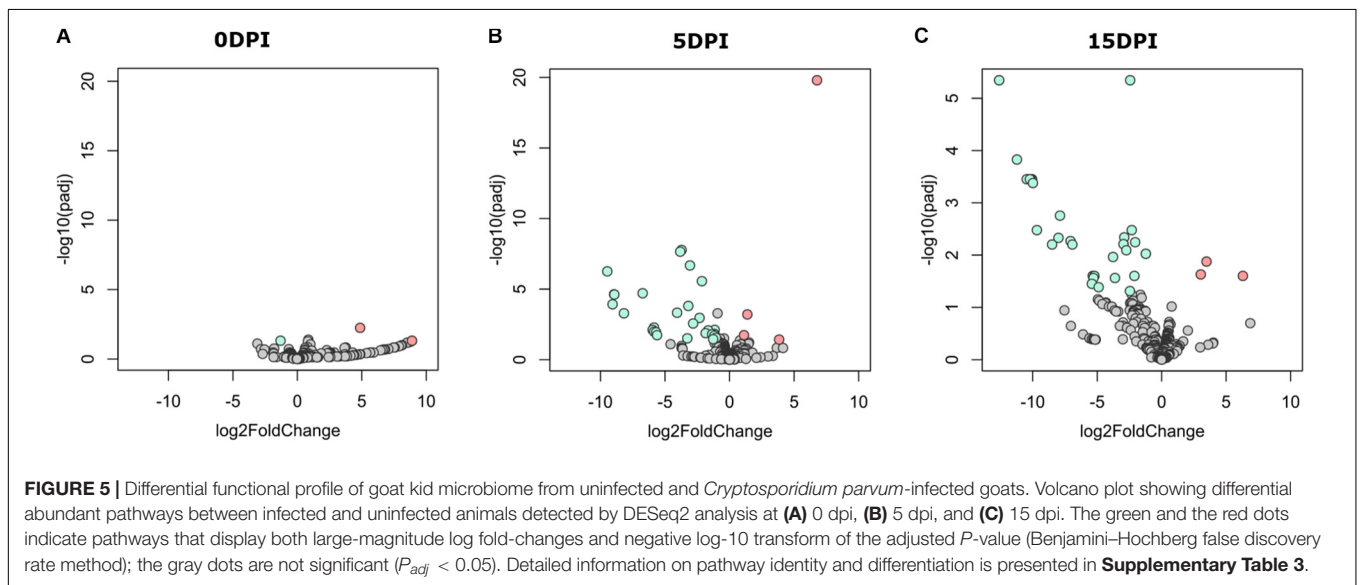 A
0DPI
B
5DPI
C
15DPI
20
15
10
5
0
-log10(padj)
-10
-5
0
5
10
log2FoldChange
20
15
10
5
0
-log10(padj)
-10
-5
0
5
10
log2FoldChange
5
4
3
2
1
0
-log10(padj)
-10
-5
0
5
10
log2FoldChange
FIGURE 5 | Differential functional profile of goat kid microbiome from uninfected and Cryptosporidium parvum-infected goats. Volcano plot showing differential
abundant pathways between infected and uninfected animals detected by DESeq2 analysis at (A) 0 dpi, (B) 5 dpi, and (C) 15 dpi. The green and the red dots
indicate pathways that display both large-magnitude log fold-changes and negative log-10 transform of the adjusted P-value (Benjamini–Hochberg false discovery
rate method); the gray dots are not significant (Padj < 0.05). Detailed information on pathway identity and differentiation is presented in Supplementary Table 3.